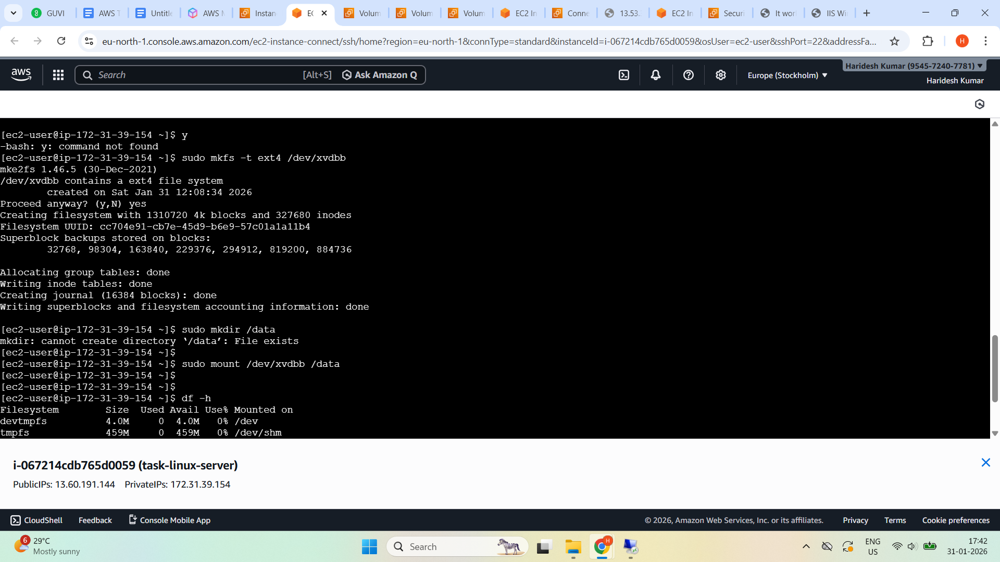 GUVI
AWS T
Untitle
AWS M
Instan
EC
Volum
Volum
Volum
EC2 In
Conne
13.53.
EC2 In
Securi
It wor
IIS Wi
eu-north-1.console.aws.amazon.com/ec2-instance-connect/ssh/home?region=eu-north-1&connType=standard&instanceId=i-067214cdb765d0059&osUser=ec2-user&sshPort=22&addressFa...
H
aws
Search
[Alt+S]
Ask Amazon Q
Europe (Stockholm)
Haridesh Kumar (9545-7240-7781)
Haridesh Kumar
[ec2-user@ip-172-31-39-154 ~]$ y
-bash: y: command not found
[ec2-user@ip-172-31-39-154 ~]$ sudo mkfs -t ext4 /dev/xvdbb
mke2fs 1.46.5 (30-Dec-2021)
/dev/xvdbb contains a ext4 file system
created on Sat Jan 31 12:08:34 2026
Proceed anyway? (y,N) yes
Creating filesystem with 1310720 4k blocks and 327680 inodes
Filesystem UUID: cc704e91-cb7e-45d9-b6e9-57c01a1a11b4
Superblock backups stored on blocks:
32768, 98304, 163840, 229376, 294912, 819200, 884736
Allocating group tables: done
Writing inode tables: done
Creating journal (16384 blocks): done
Writing superblocks and filesystem accounting information: done
[ec2-user@ip-172-31-39-154 ~]$ sudo mkdir /data
mkdir: cannot create directory ‘/data’: File exists
[ec2-user@ip-172-31-39-154 ~]$
[ec2-user@ip-172-31-39-154 ~]$ sudo mount /dev/xvdbb /data
[ec2-user@ip-172-31-39-154 ~]$
[ec2-user@ip-172-31-39-154 ~]$
[ec2-user@ip-172-31-39-154 ~]$ df -h
Filesystem Size Used Avail Use% Mounted on
devtmpfs 4.0M 0 4.0M 0% /dev
tmpfs 459M 0 459M 0% /dev/shm
i-067214cdb765d0059 (task-linux-server)
PublicIPs: 13.60.191.144 PrivateIPs: 172.31.39.154
CloudShell
Feedback
Console Mobile App
© 2026, Amazon Web Services, Inc. or its affiliates.
Privacy
Terms
Cookie preferences
6
29°C
Mostly sunny
Search
H
ENG
US
17:42
31-01-2026